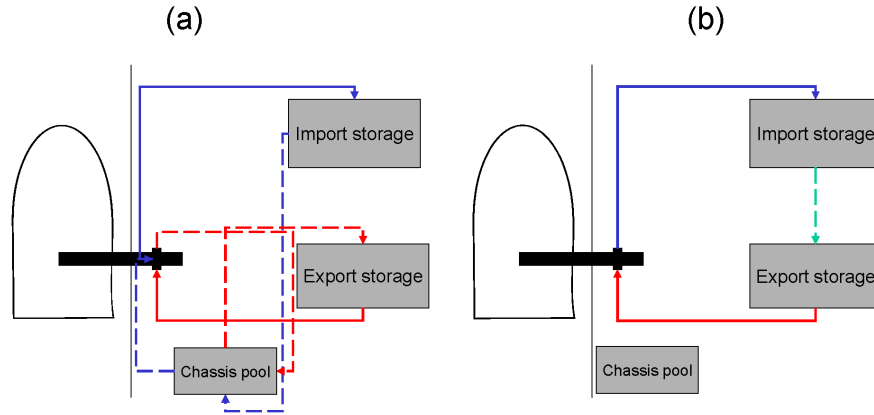 (a)
Import storage
Export storage
Chassis pool
(b)
Import storage
Export storage
Chassis pool